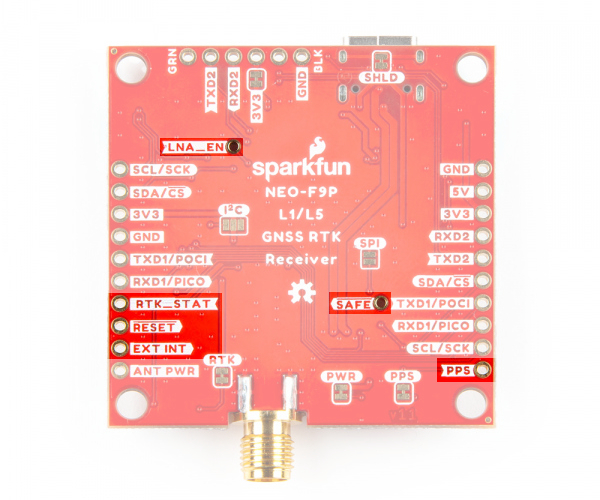 GRN
TXD2
RXD2
3V3
GND
BLK
SHLD
LNA_EN
sparkfun
NEO-F9P
L1/L5
GNSS RTK
Receiver
SCL/SCK
SDA/CS
3V3
GND
TXD1/POCI
RXD1/PICO
RTK_STAT
RESET
EXT INT
ANT PWR
I²C
SPI
SAFE
GND
5V
3V3
RXD2
TXD2
SDA/CS
TXD1/POCI
RXD1/PICO
SCL/SCK
PPS
RTK
PWR
PPS
v1.1